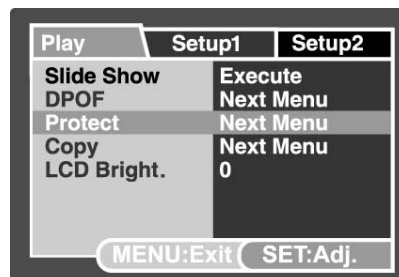 Play Setup1 Setup2
Slide Show Execute
DPOF Next Menu
Protect Next Menu
Copy Next Menu
LCD Bright. 0
MENU:Exit SET:Adj.